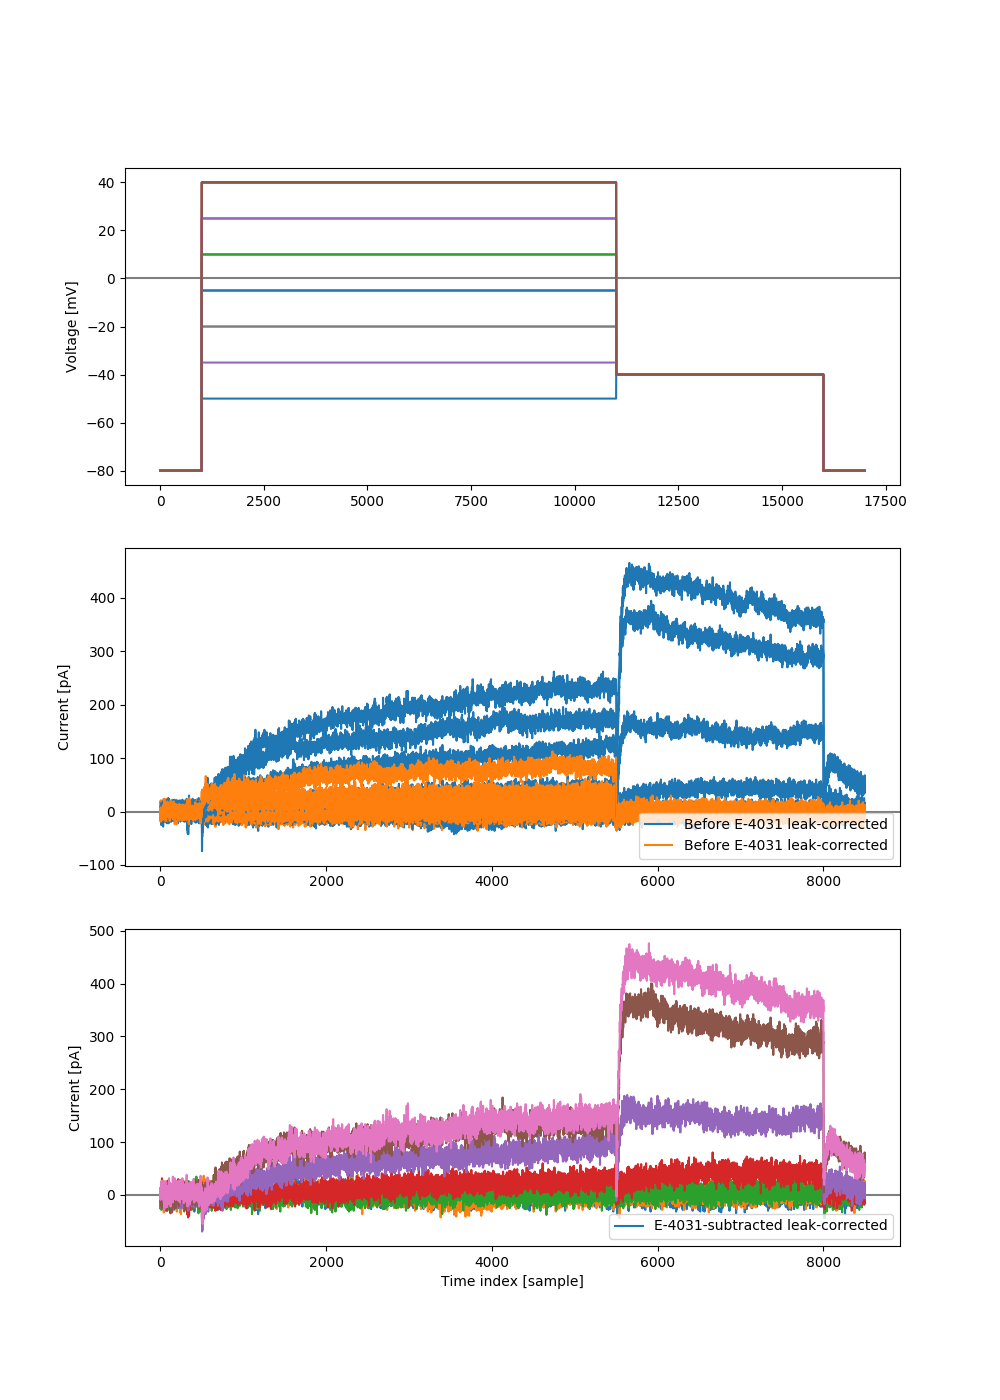 40
20
0
−20
−40
−60
−80
Voltage [mV]
0 2500 5000 7500 10000 12500 15000 17500
400
300
200
100
0
−100
Current [pA]
Before E-4031 leak-corrected
Before E-4031 leak-corrected
0 2000 4000 6000 8000
500
400
300
200
100
0
Current [pA]
E-4031-subtracted leak-corrected
0 2000 4000 6000 8000
Time index [sample]